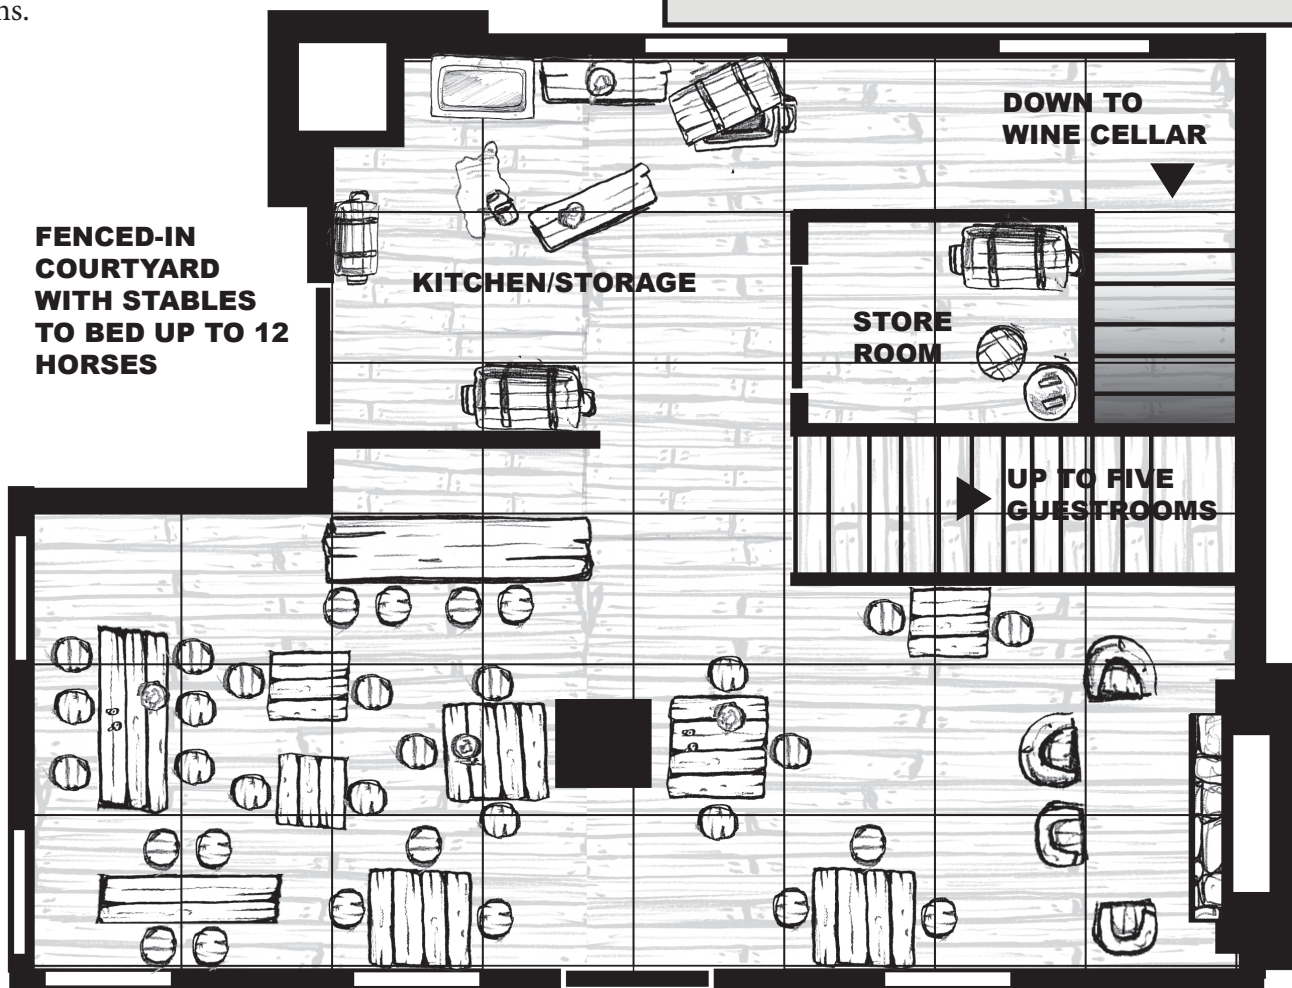 ns.
DOWN TO
WINE CELLAR
FENCED-IN
COURTYARD
WITH STABLES
TO BED UP TO 12
HORSES
KITCHEN/STORAGE
STORE
ROOM
UP TO FIVE
GUESTROOMS